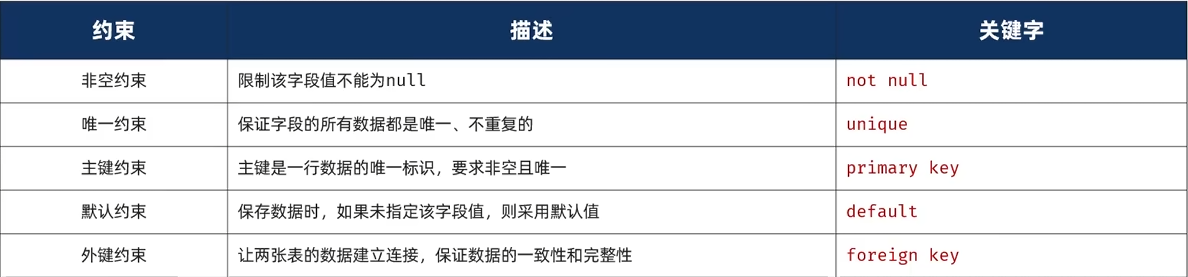 约束 描述 关键字
非空约束 限制该字段值不能为null not null
唯一约束 保证字段的所有数据都是唯一、不重复的 unique
主键约束 主键是一行数据的唯一标识，要求非空且唯一 primary key
默认约束 保存数据时，如果未指定该字段值，则采用默认值 default
外键约束 让两张表的数据建立连接，保证数据的一致性和完整性 foreign key